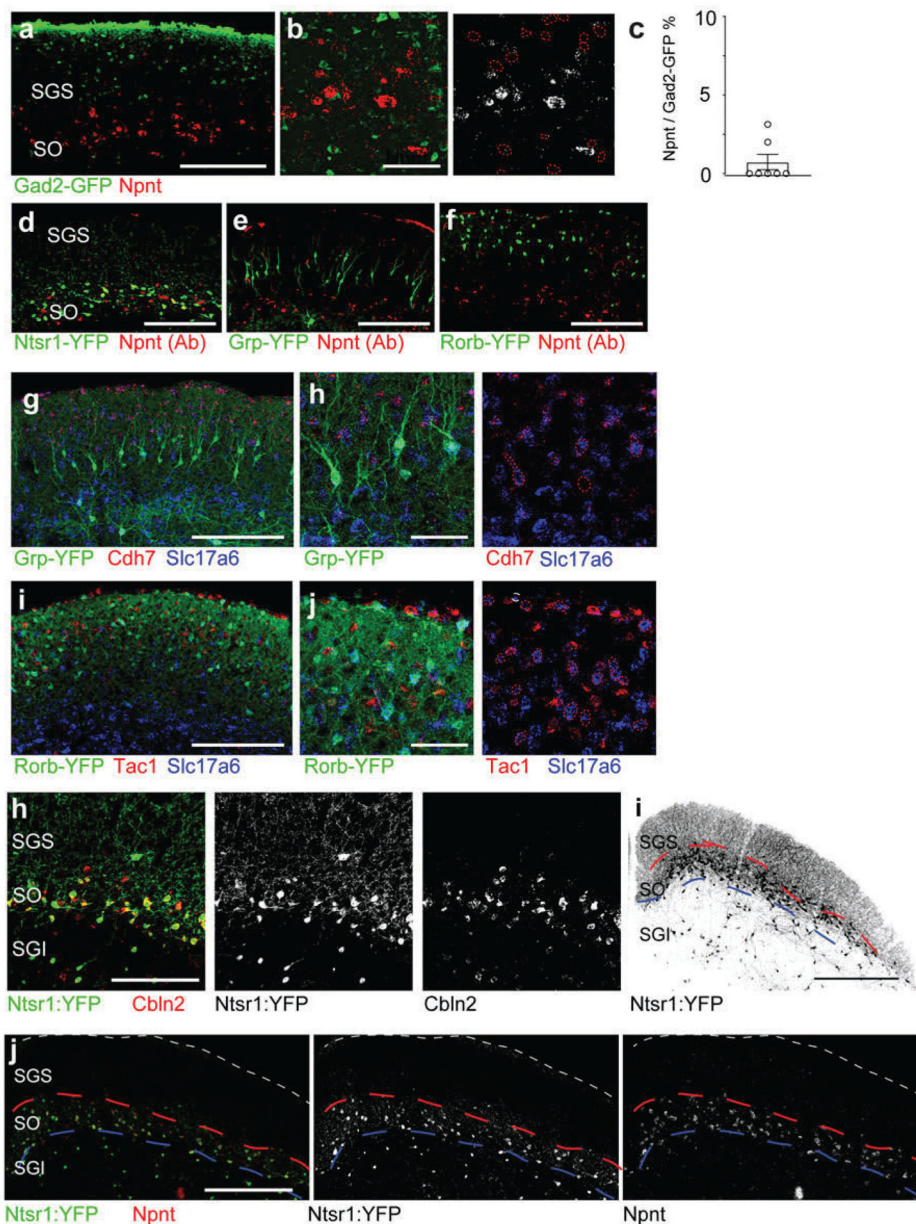 a
b
c
SGS
SO
Gad2-GFP Npnt
Npnt / Gad2-GFP %
10
5
0
d
e
f
SGS
SO
Ntsr1-YFP Npnt (Ab)
Grp-YFP Npnt (Ab)
Rorb-YFP Npnt (Ab)
g
h
Grp-YFP Cdh7 Slc17a6
Grp-YFP
Cdh7 Slc17a6
i
j
Rorb-YFP Tac1 Slc17a6
Rorb-YFP
Tac1 Slc17a6
h
i
SGS
SO
SGI
SGS
SO
SGI
Ntsr1:YFP Cbln2
Ntsr1:YFP
Cbln2
Ntsr1:YFP
j
SGS
SO
SGI
Ntsr1:YFP Npnt
Ntsr1:YFP
Npnt